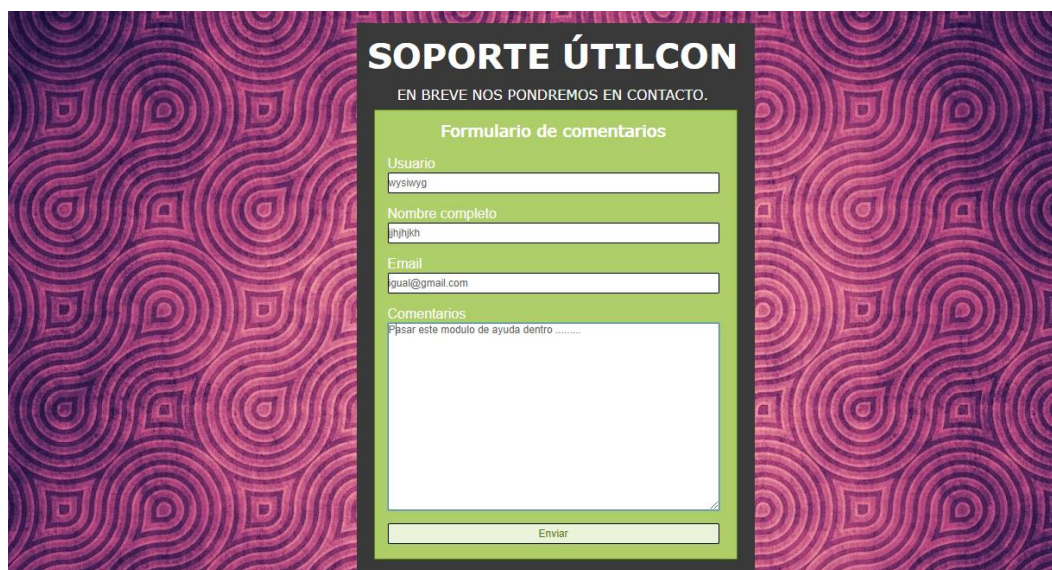 SOPORTE ÚTILCON
EN BREVE NOS PONDREMOS EN CONTACTO.
Formulario de comentarios
Usuario
wysiwyg
Nombre completo
jhjhjkh
Email
igual@gmail.com
Comentarios
Pasar este modulo de ayuda dentro .........
Enviar